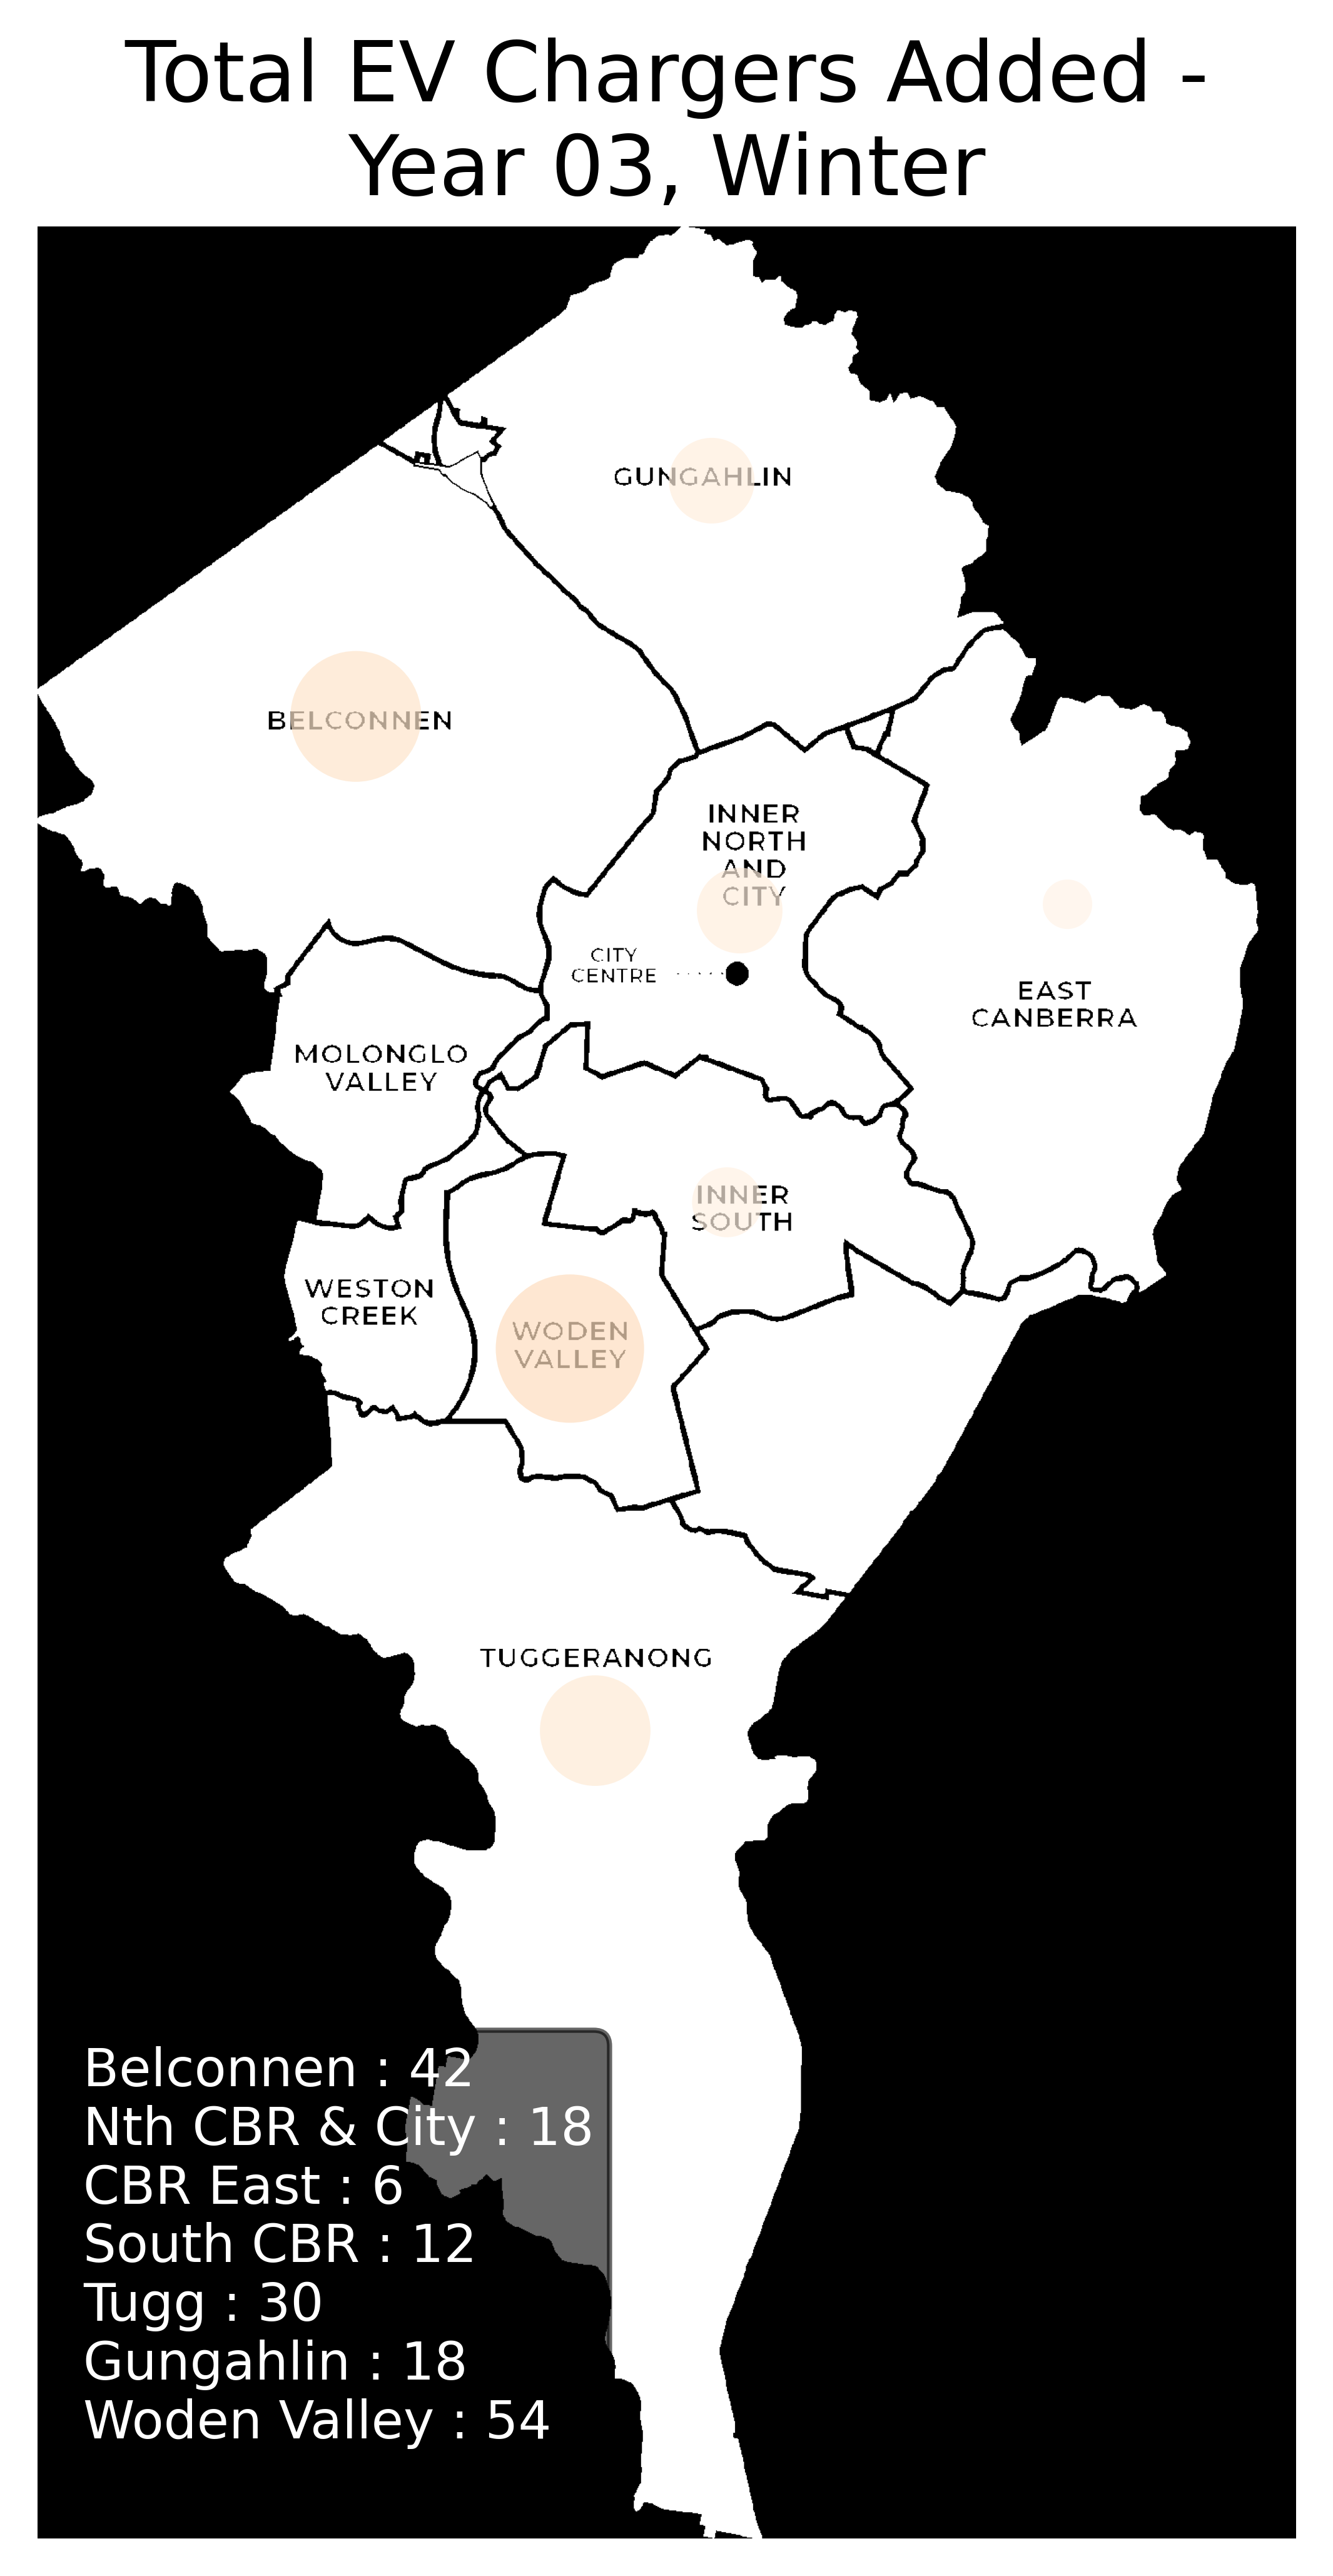 Total EV Chargers Added -
Year 03, Winter
GUNGAHLIN
BELCONNEN
INNER
NORTH
AND
CITY
CITY
CENTRE
EAST
CANBERRA
MOLONGLO
VALLEY
INNER
SOUTH
WESTON
CREEK
WODEN
VALLEY
TUGGERANONG
Belconnen : 42
Nth CBR & City : 18
CBR East : 6
South CBR : 12
Tugg : 30
Gungahlin : 18
Woden Valley : 54